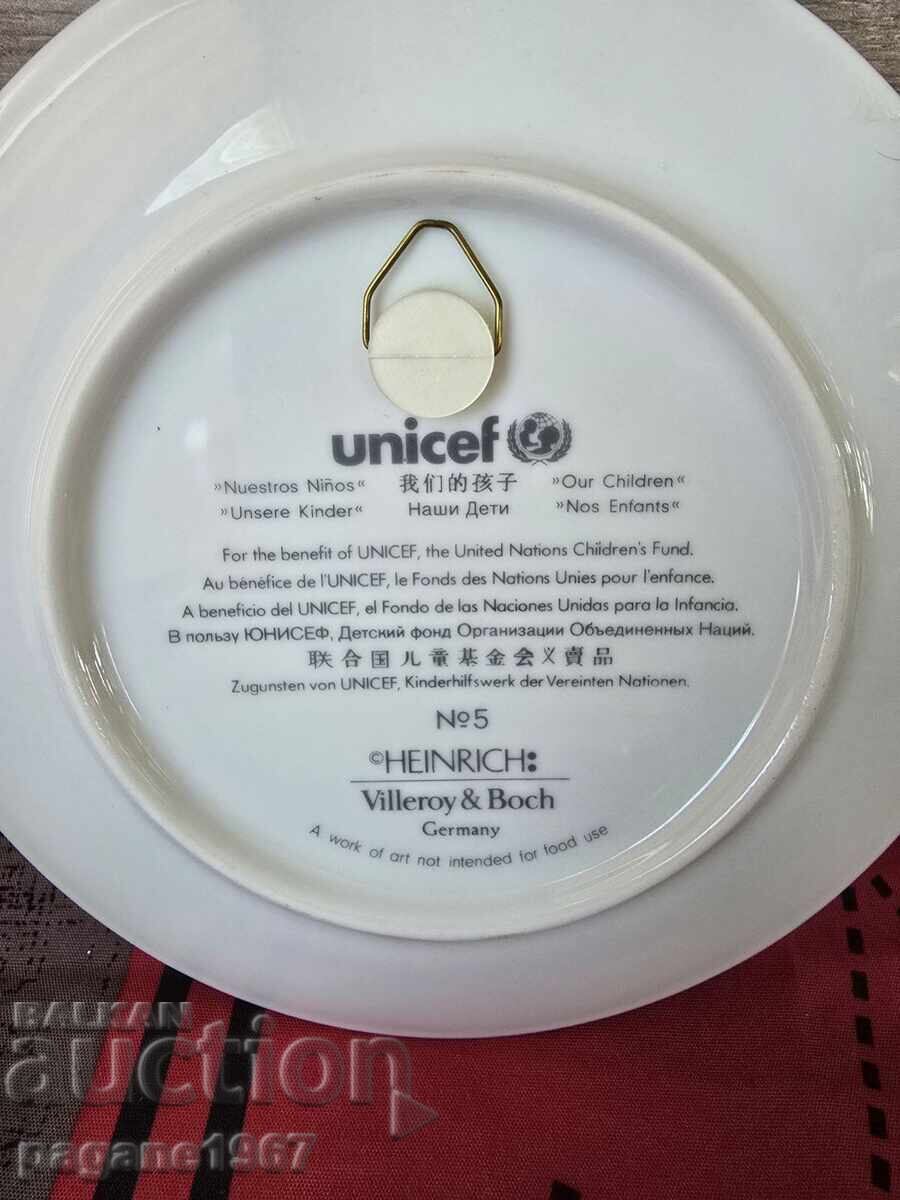 unicef
»Nuestros Niños« 我们的孩子 »Our Children«
»Unsere Kinder« Наши Дети »Nos Enfants«
For the benefit of UNICEF, the United Nations Children's Fund.
Au bénéfice de l'UNICEF, le Fonds des Nations Unies pour l'enfance.
A beneficio del UNICEF, el Fondo de las Naciones Unidas para la Infancia.
В пользу ЮНИСЕФ, Детский фонд Организации Объединенных Наций.
联合国儿童基金会义賣品
Zugunsten von UNICEF, Kinderhilfswerk der Vereinten Nationen.
Nº5
©HEINRICH:
Villeroy & Boch
Germany
A work of art not intended for food use
BALKAN
auction
pagane1967